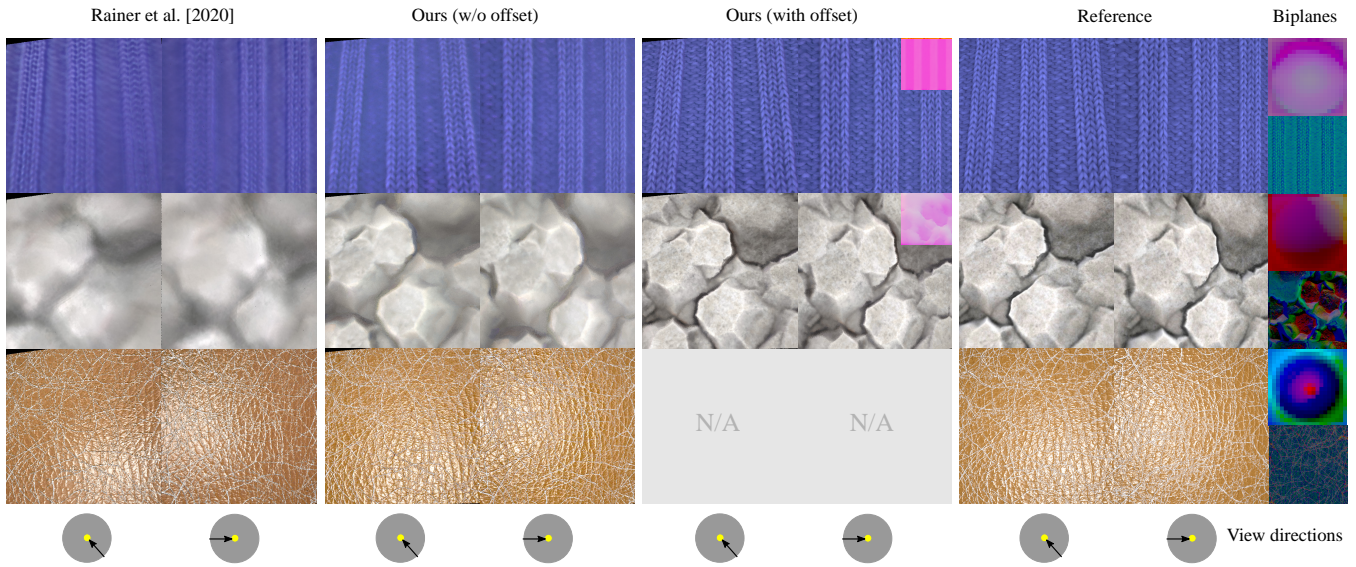 Rainer et al. [2020]
Ours (w/o offset)
Ours (with offset)
Reference
Biplanes
N/A
N/A
View directions